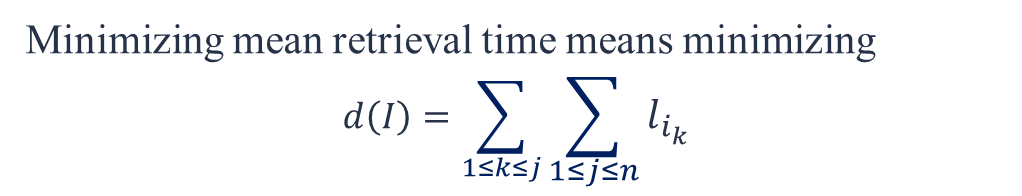 Minimizing mean retrieval time means minimizing
d(I) = ∑_{1≤k≤j} ∑_{1≤j≤n} l_{i_k}